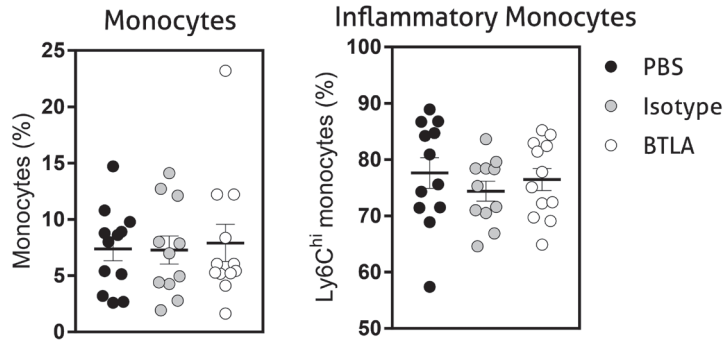 Monocytes
Inflammatory Monocytes
Monocytes (%)
25
20
15
10
5
0
Ly6Chi monocytes (%)
100
90
80
70
60
50
PBS
Isotype
BTLA